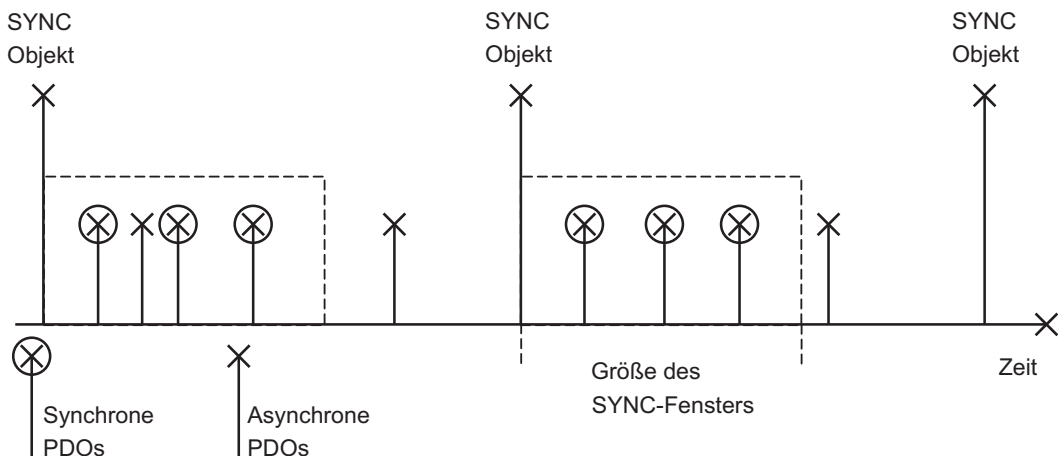 SYNC
Objekt
SYNC
Objekt
SYNC
Objekt
Größe des
SYNC-Fensters
Zeit
Synchrone
PDOs
Asynchrone
PDOs